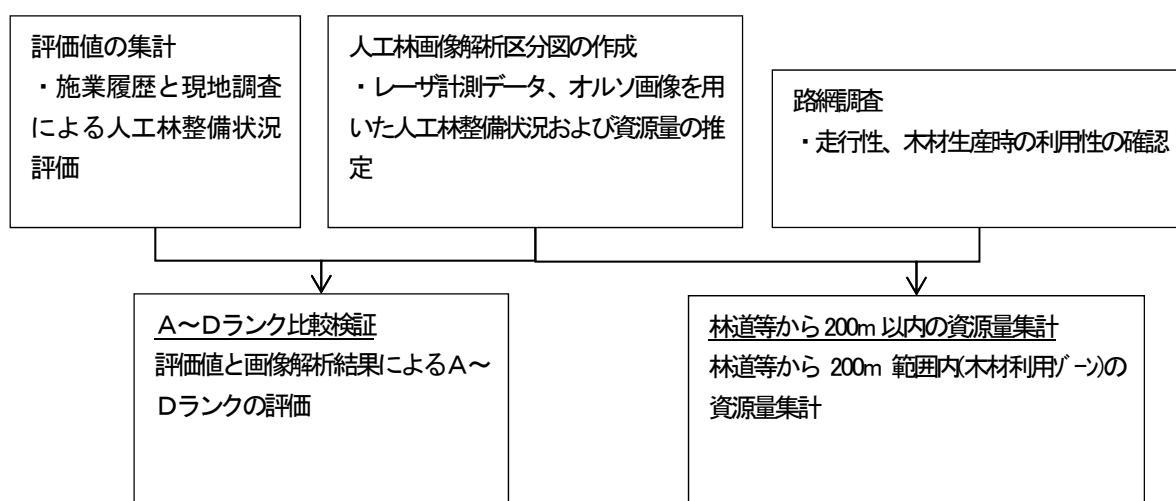 評価値の集計
・施業履歴と現地調査
による人工林整備状況
評価
人工林画像解析区分図の作成
・レーザ計測データ、オルソ画像を用
いた人工林整備状況および資源量の推
定
路網調査
・走行性、木材生産時の利用性の確認
A～Dランク比較検証
評価値と画像解析結果によるA～
Dランクの評価
林道等から200m以内の資源量集計
林道等から 200m 範囲内(木材利用ｿﾞｰﾝ)の
資源量集計